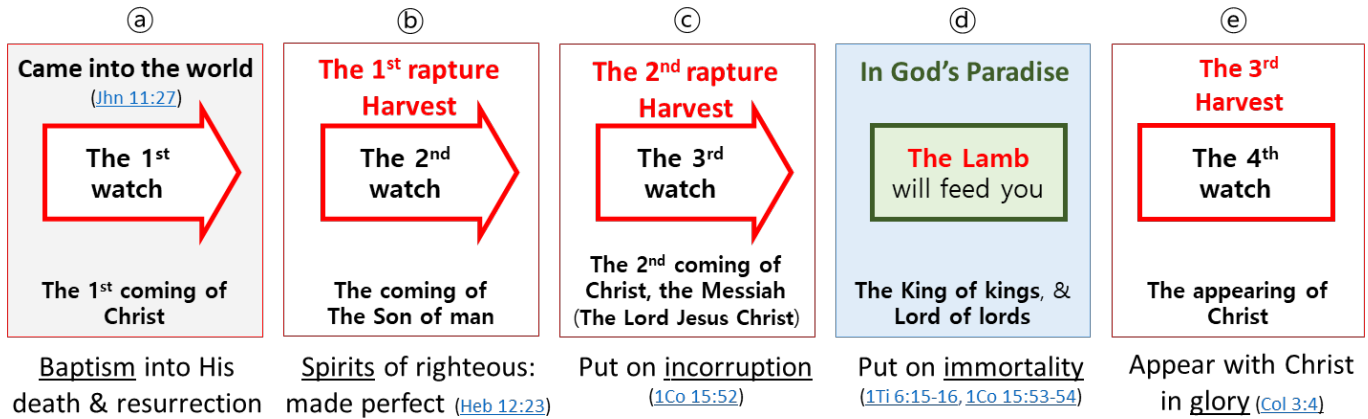 ⓐ
Came into the world
(Jhn 11:27)
The 1st
watch
The 1st coming of
Christ
Baptism into His
death & resurrection
ⓑ
The 1st rapture
Harvest
The 2nd
watch
The coming of
The Son of man
Spirits of righteous:
made perfect (Heb 12:23)
ⓒ
The 2nd rapture
Harvest
The 3rd
watch
The 2nd coming of
Christ, the Messiah
(The Lord Jesus Christ)
Put on incorruption
(1Co 15:52)
ⓓ
In God's Paradise
The Lamb
will feed you
The King of kings, &
Lord of lords
Put on immortality
(1Ti 6:15-16, 1Co 15:53-54)
ⓔ
The 3rd
Harvest
The 4th
watch
The appearing of
Christ
Appear with Christ
in glory (Col 3:4)